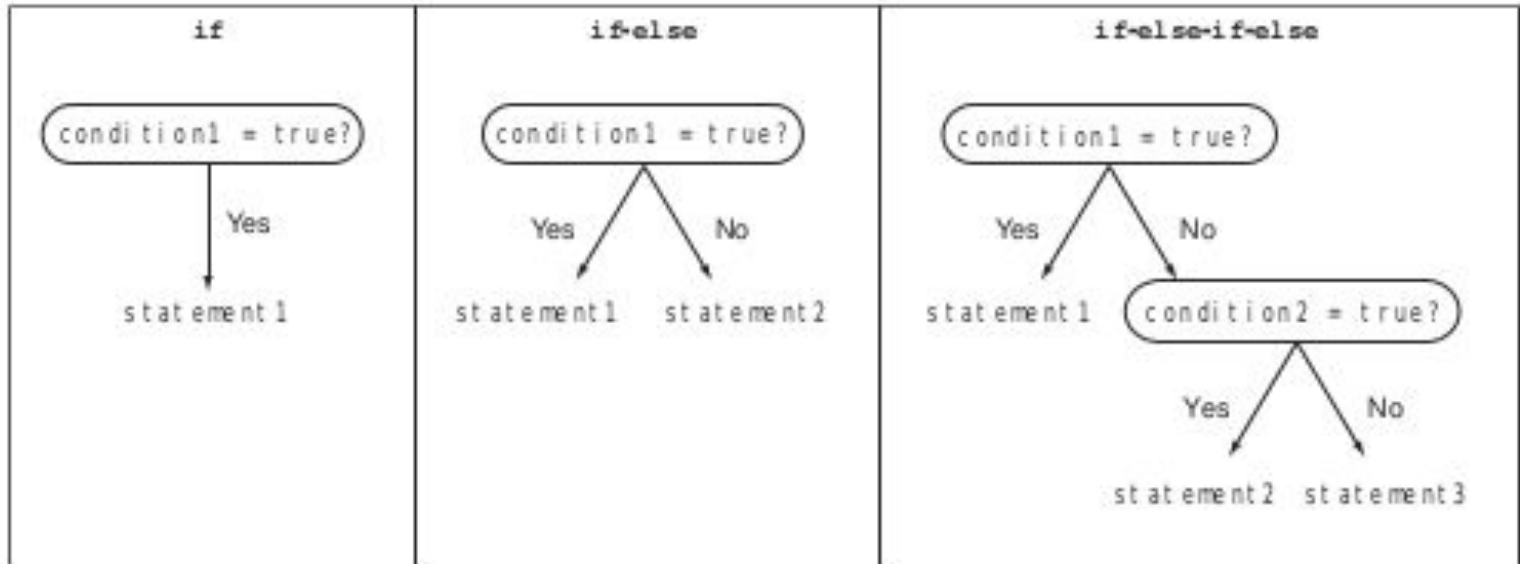 if
condition1 = true?
Yes
statement1
if-else
condition1 = true?
Yes
No
statement1
statement2
if-else-if-else
condition1 = true?
Yes
No
statement1
condition2 = true?
Yes
No
statement2
statement3